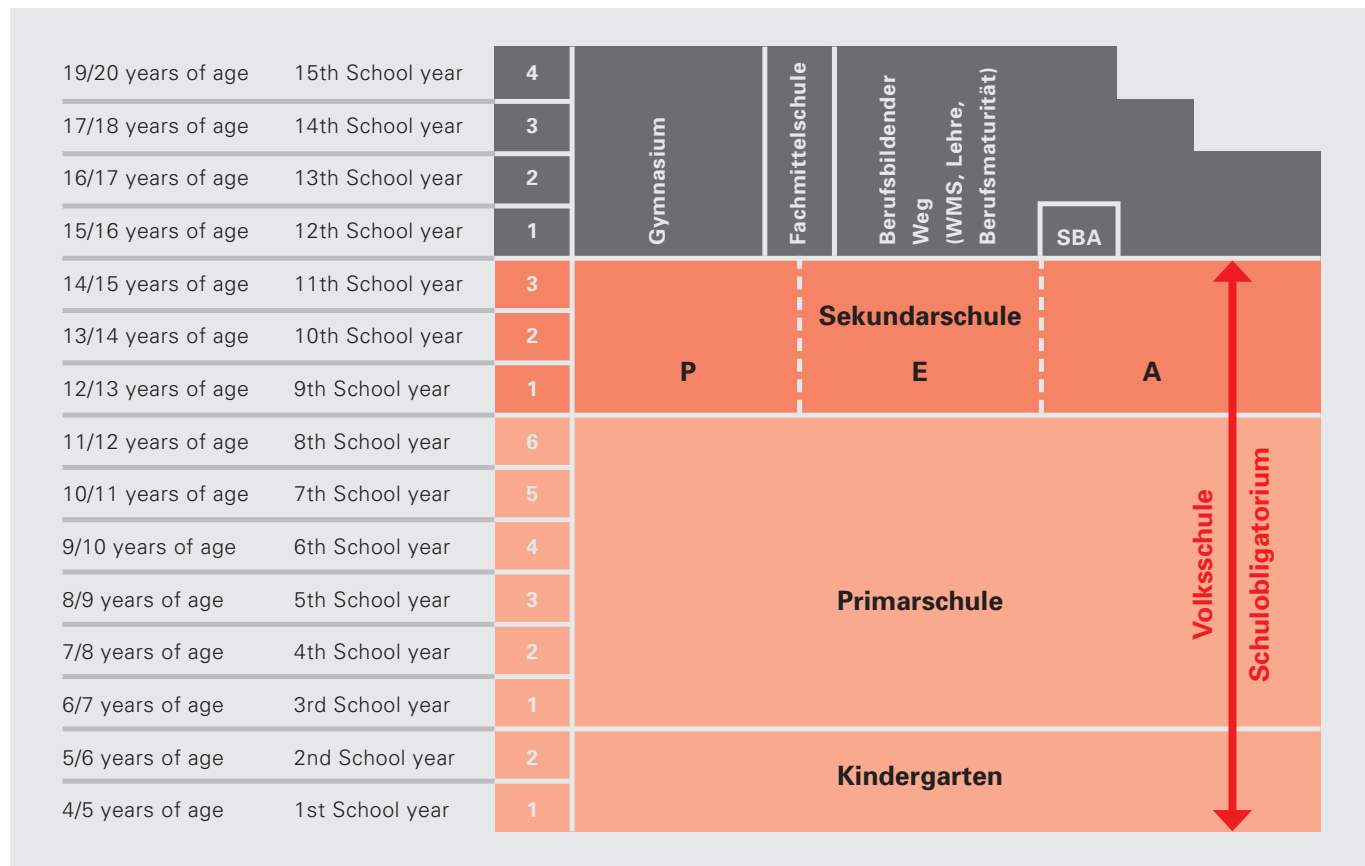 19/20 years of age 15th School year 4
17/18 years of age 14th School year 3
16/17 years of age 13th School year 2
15/16 years of age 12th School year 1
14/15 years of age 11th School year 3
13/14 years of age 10th School year 2
12/13 years of age 9th School year 1
11/12 years of age 8th School year 6
10/11 years of age 7th School year 5
9/10 years of age 6th School year 4
8/9 years of age 5th School year 3
7/8 years of age 4th School year 2
6/7 years of age 3rd School year 1
5/6 years of age 2nd School year 2
4/5 years of age 1st School year 1
Gymnasium
Fachmittelschule
Berufsbildender
Weg
(WMS, Lehre,
Berufsmaturität)
SBA
Sekundarschule
P E A
Primarschule
Kindergarten
Volksschule
Schulobligatorium